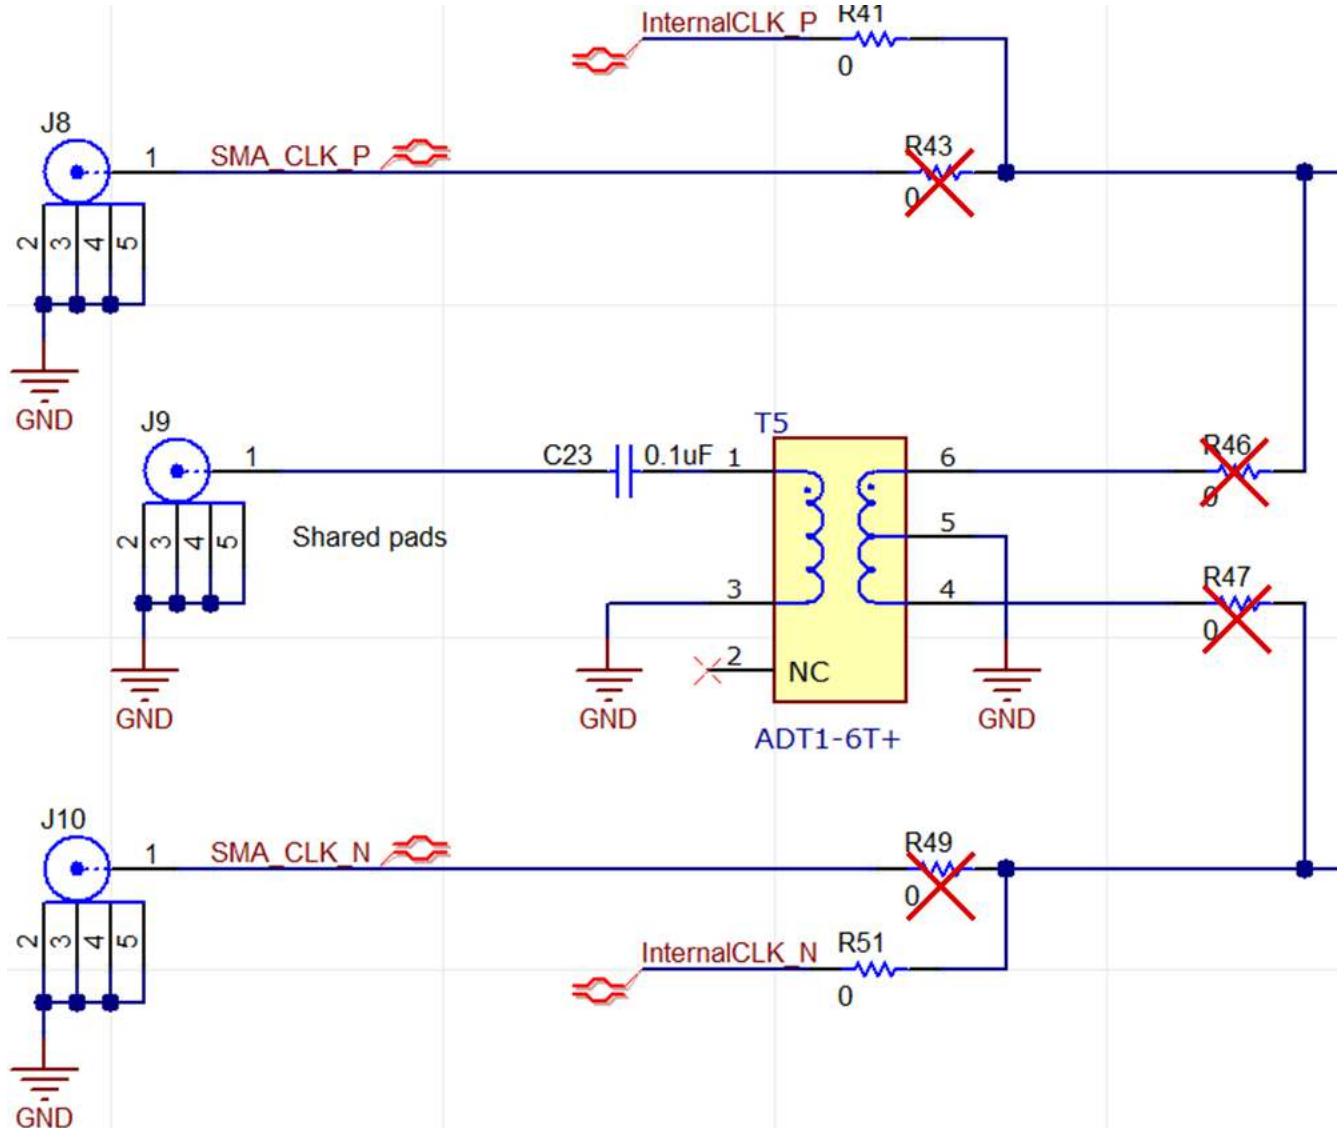 InternalCLK_P
R41
0
J8
1
SMA_CLK_P
R43
0
2
3
4
5
GND
J9
1
C23
0.1uF
T5
1
6
R46
0
2
3
4
5
Shared pads
5
3
4
R47
0
2
NC
GND
GND
GND
ADT1-6T+
J10
1
SMA_CLK_N
R49
0
2
3
4
5
InternalCLK_N
R51
0
GND